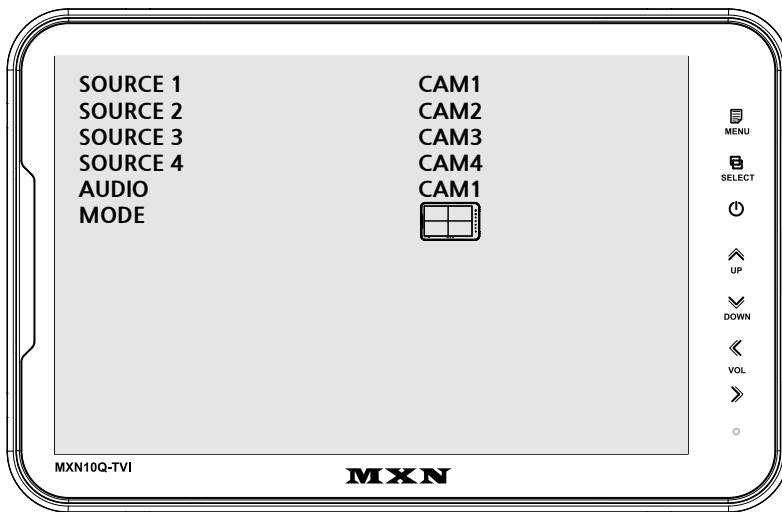 SOURCE 1 CAM1
SOURCE 2 CAM2
SOURCE 3 CAM3
SOURCE 4 CAM4
AUDIO CAM1
MODE
MENU
SELECT
UP
DOWN
VOL
MXN10Q-TVI
MXN